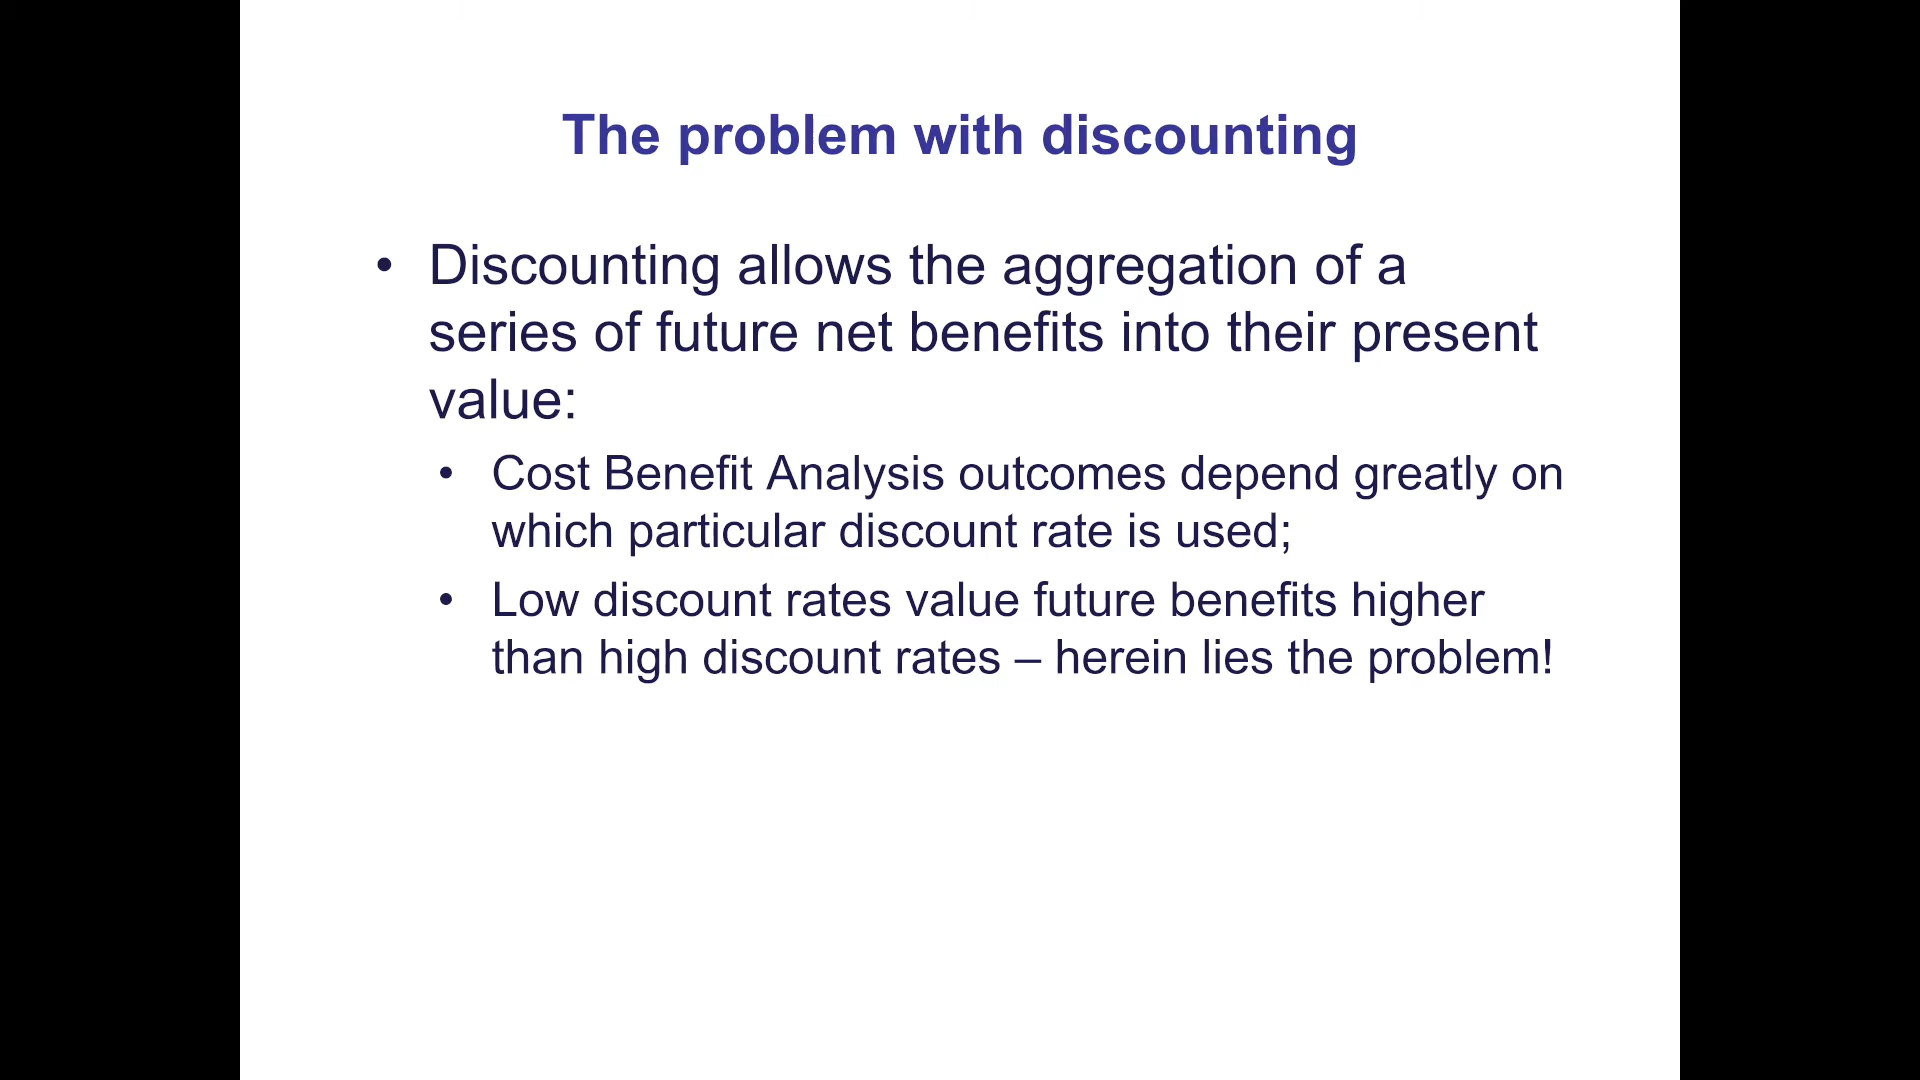 The problem with discounting
• Discounting allows the aggregation of a
series of future net benefits into their present
value:
• Cost Benefit Analysis outcomes depend greatly on
which particular discount rate is used;
• Low discount rates value future benefits higher
than high discount rates – herein lies the problem!